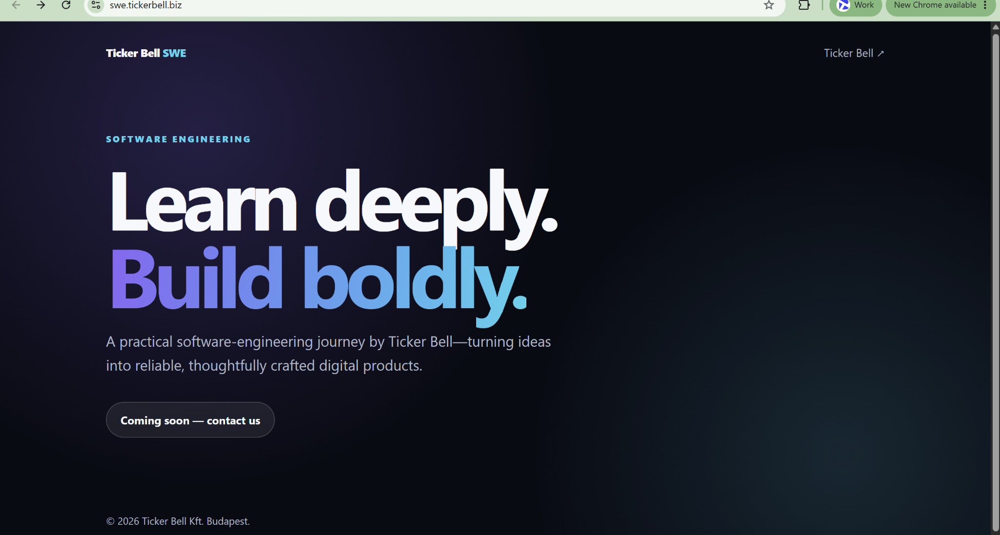 swe.tickerbell.biz
Work
New Chrome available
Ticker Bell SWE
Ticker Bell ↗
SOFTWARE ENGINEERING
Learn deeply.
Build boldly.
A practical software-engineering journey by Ticker Bell—turning ideas
into reliable, thoughtfully crafted digital products.
Coming soon — contact us
© 2026 Ticker Bell Kft. Budapest.